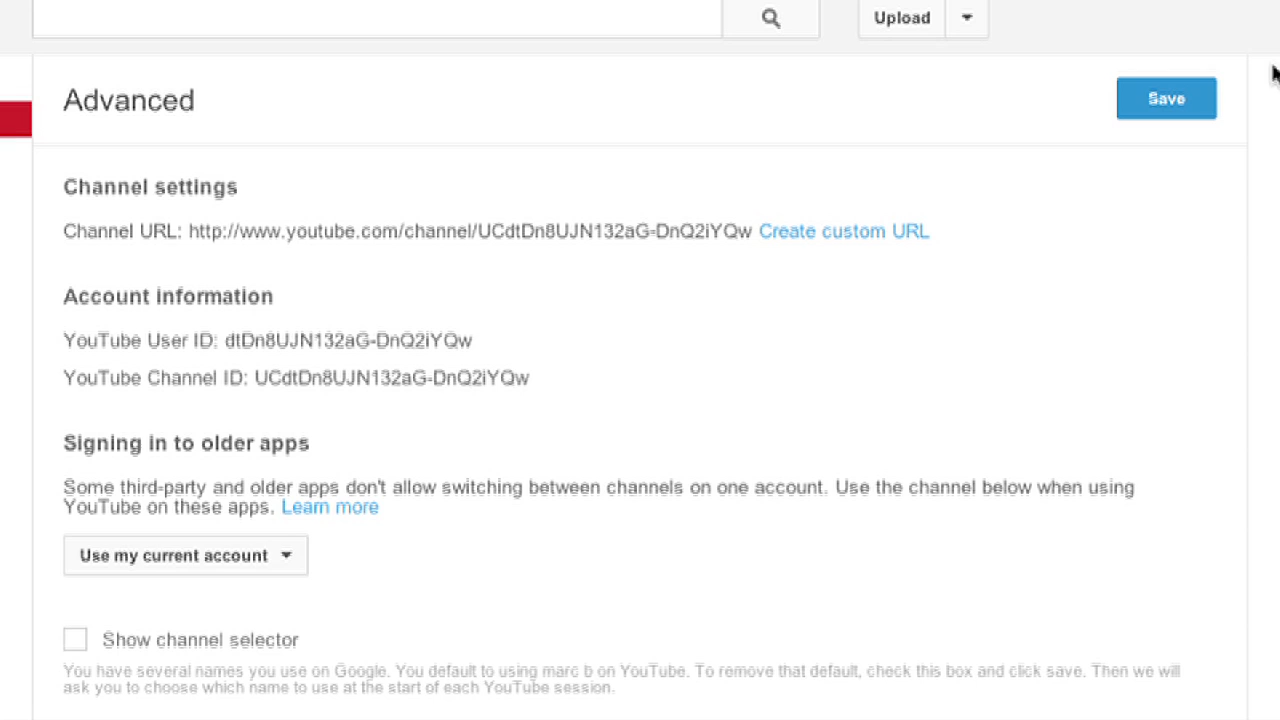 Upload
Advanced
Save
Channel settings
Channel URL: http://www.youtube.com/channel/UCdtDn8UJN132aG-DnQ2iYQw Create custom URL
Account information
YouTube User ID: dtDn8UJN132aG-DnQ2iYQw
YouTube Channel ID: UCdtDn8UJN132aG-DnQ2iYQw
Signing in to older apps
Some third-party and older apps don't allow switching between channels on one account. Use the channel below when using
YouTube on these apps. Learn more
Use my current account
Show channel selector
You have several names you use on Google. You default to using marc b on YouTube. To remove that default, check this box and click save. Then we will
ask you to choose which name to use at the start of each YouTube session.